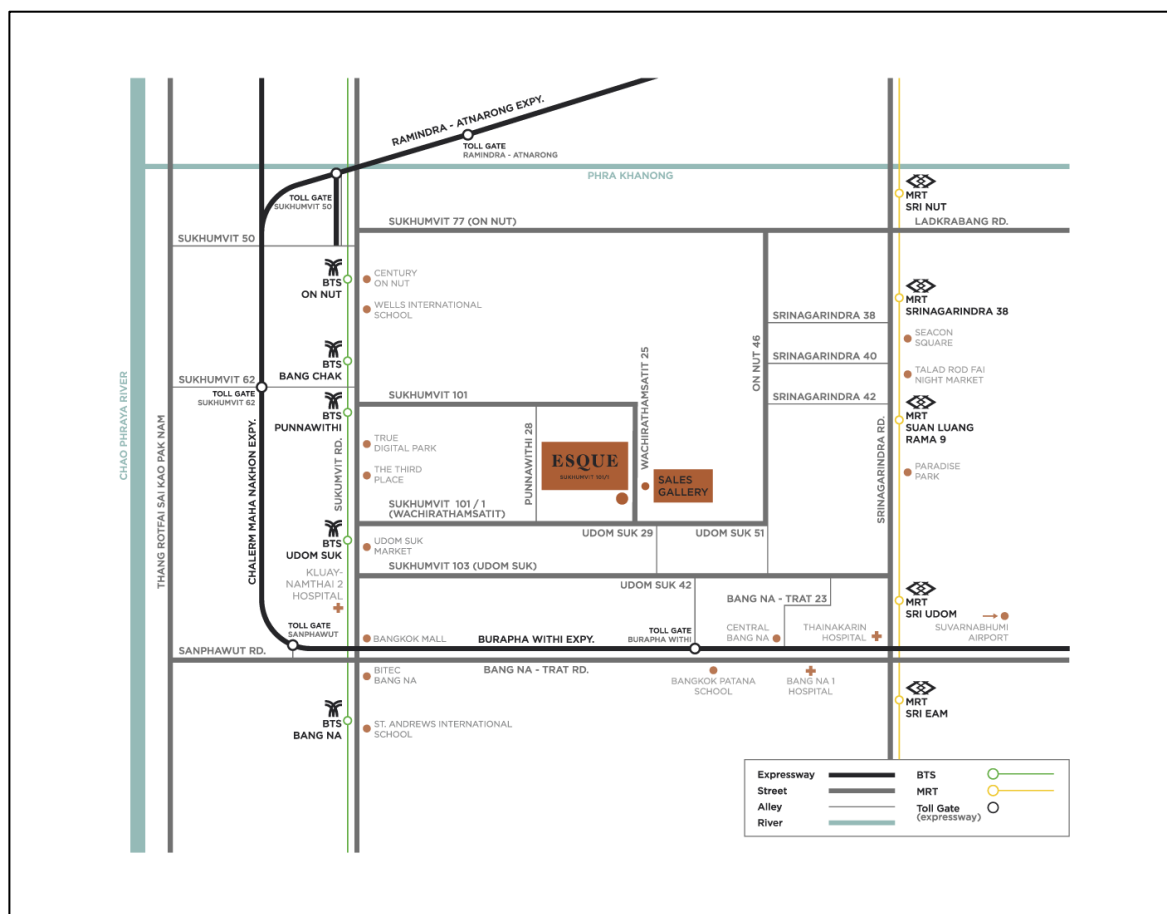 RAMINDRA - ATNARONG EXPY.
TOLL GATE
RAMINDRA - ATNARONG
PHRA KHANONG
TOLL GATE
SUKHUMVIT 50
MRT
SRI NUT
SUKHUMVIT 77 (ON NUT)
LADKRABANG RD.
SUKHUMVIT 50
BTS
ON NUT
CENTURY
ON NUT
WELLS INTERNATIONAL
SCHOOL
MRT
SRINAGARINDRA 38
SRINAGARINDRA 38
SEACON
SQUARE
BTS
BANG CHAK
SRINAGARINDRA 40
TALAD ROD FAI
NIGHT MARKET
SUKHUMVIT 62
TOLL GATE
SUKHUMVIT 62
SUKHUMVIT 101
SRINAGARINDRA 42
BTS
PUNNAWITHI
MRT
SUAN LUANG
RAMA 9
CHAO PHRAYA RIVER
THANG ROTFAI SAI KAO PAK NAM
CHALERM MAHA NAKHON EXPY.
SUKUMVIT RD.
TRUE
DIGITAL PARK
THE THIRD
PLACE
PUNNAWITHI 28
ESQUE
SUKHUMVIT 101/1
WACHIRATHAMSATIT 25
SALES
GALLERY
ON NUT 46
SRINAGARINDRA RD.
PARADISE
PARK
SUKHUMVIT 101 / 1
(WACHIRATHAMSATIT)
BTS
UDOM SUK
UDOM SUK
MARKET
UDOM SUK 29
UDOM SUK 51
SUKHUMVIT 103 (UDOM SUK)
KLUAY-
NAMTHAI 2
HOSPITAL
UDOM SUK 42
BANG NA - TRAT 23
MRT
SRI UDOM
SUVARNABHUMI
AIRPORT
TOLL GATE
SANPHAWUT
BANGKOK MALL
BURAPHA WITHI EXPY.
TOLL GATE
BURAPHA WITHI
CENTRAL
BANG NA
THAINAKARIN
HOSPITAL
SANPHAWUT RD.
BANG NA - TRAT RD.
BITEC
BANG NA
BANGKOK PATANA
SCHOOL
BANG NA 1
HOSPITAL
BTS
BANG NA
ST. ANDREWS INTERNATIONAL
SCHOOL
MRT
SRI EAM
Expressway
Street
Alley
River
BTS
MRT
Toll Gate
(expressway)